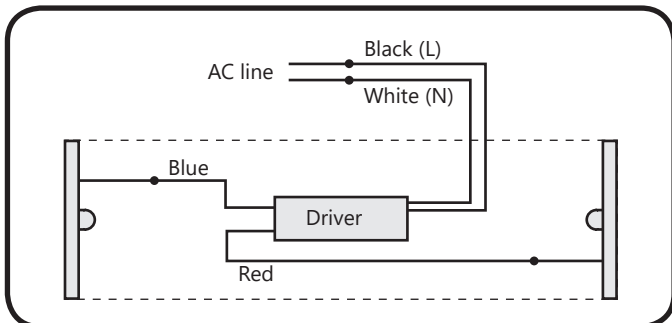 Black (L)
AC line
White (N)
Blue
Driver
Red